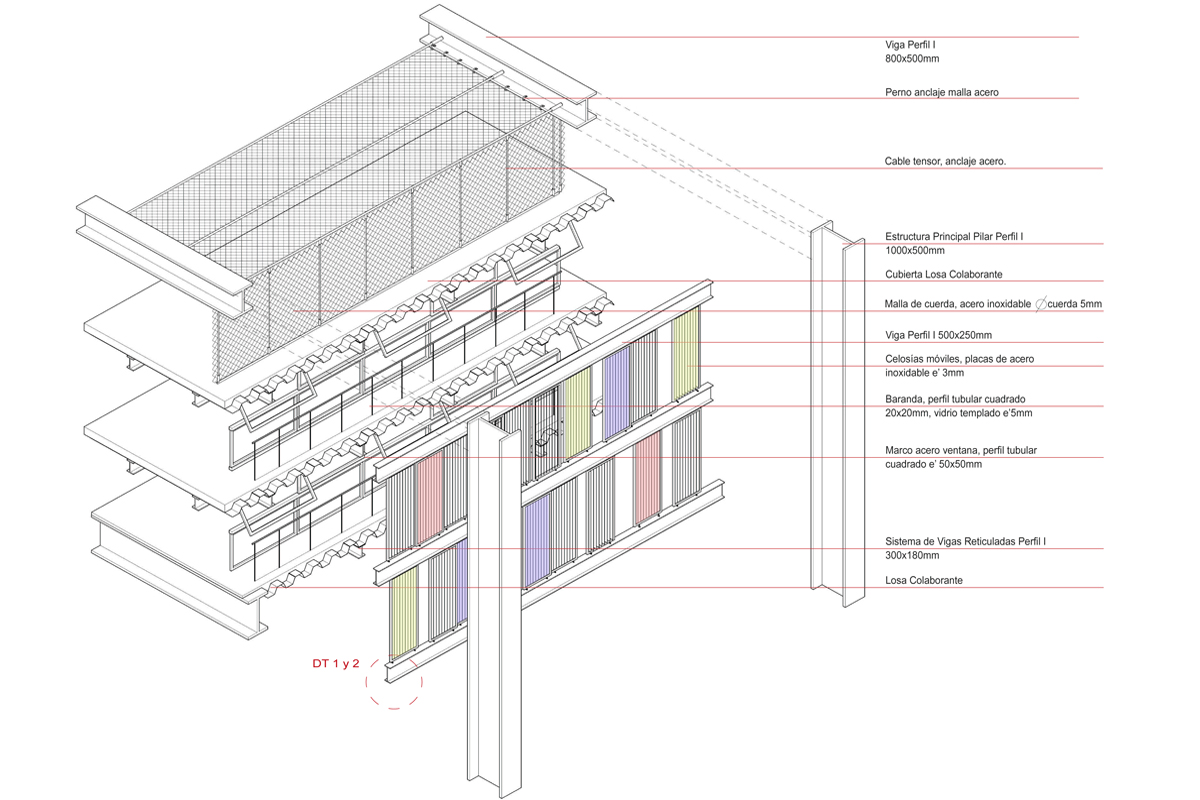 Viga Perfil I
800x500mm
Perno anclaje malla acero
Cable tensor, anclaje acero.
Estructura Principal Pilar Perfil I
1000x500mm
Cubierta Losa Colaborante
Malla de cuerda, acero inoxidable ∅cuerda 5mm
Viga Perfil I 500x250mm
Celosias móviles, placas de acero
inoxidable e' 3mm
Baranda, perfil tubular cuadrado
20x20mm, vidrio templado e'5mm
Marco acero ventana, perfil tubular
cuadrado e' 50x50mm
Sistema de Vigas Reticuladas Perfil I
300x180mm
Losa Colaborante
DT 1 y 2